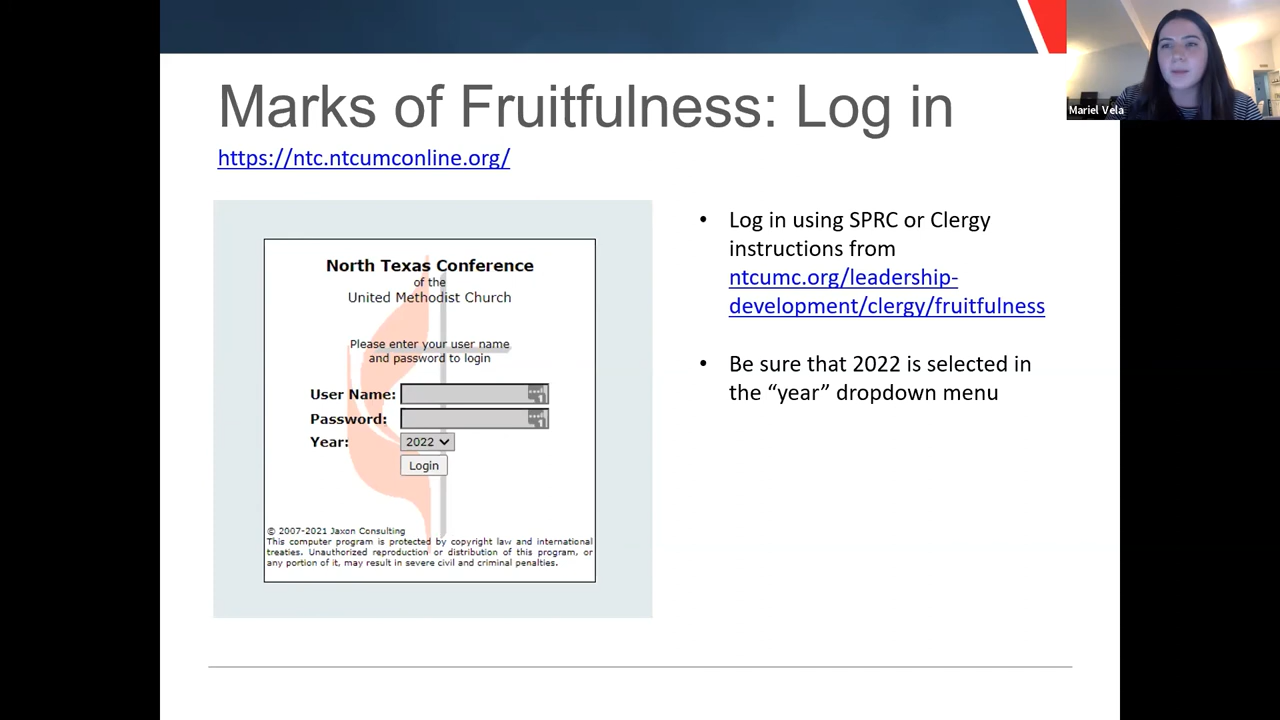 Marks of Fruitfulness: Log in
https://ntc.ntcumconline.org/
Mariel Vela
North Texas Conference
of the
United Methodist Church
Please enter your user name
and password to login
User Name:
Password:
Year:
2022
Login
© 2007-2021 Jaxon Consulting
This computer program is protected by copyright law and international
treaties. Unauthorized reproduction or distribution of this program, or
any portion of it, may result in severe civil and criminal penalties.
• Log in using SPRC or Clergy
instructions from
ntcumc.org/leadership-
development/clergy/fruitfulness
• Be sure that 2022 is selected in
the “year” dropdown menu